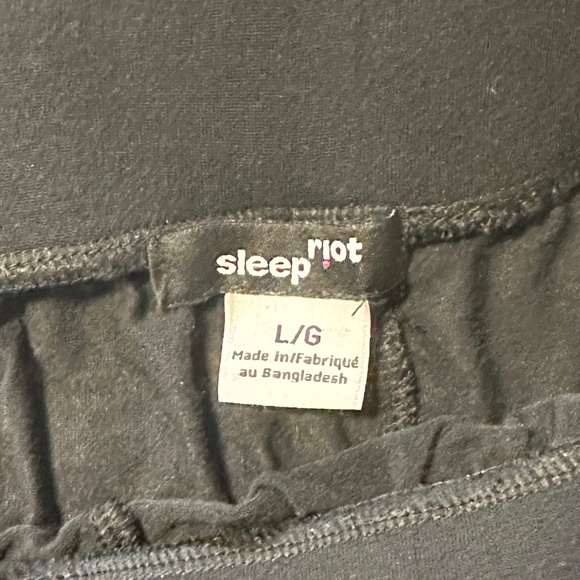 sleep riot
L/G
Made in/Fabriqué
au Bangladesh